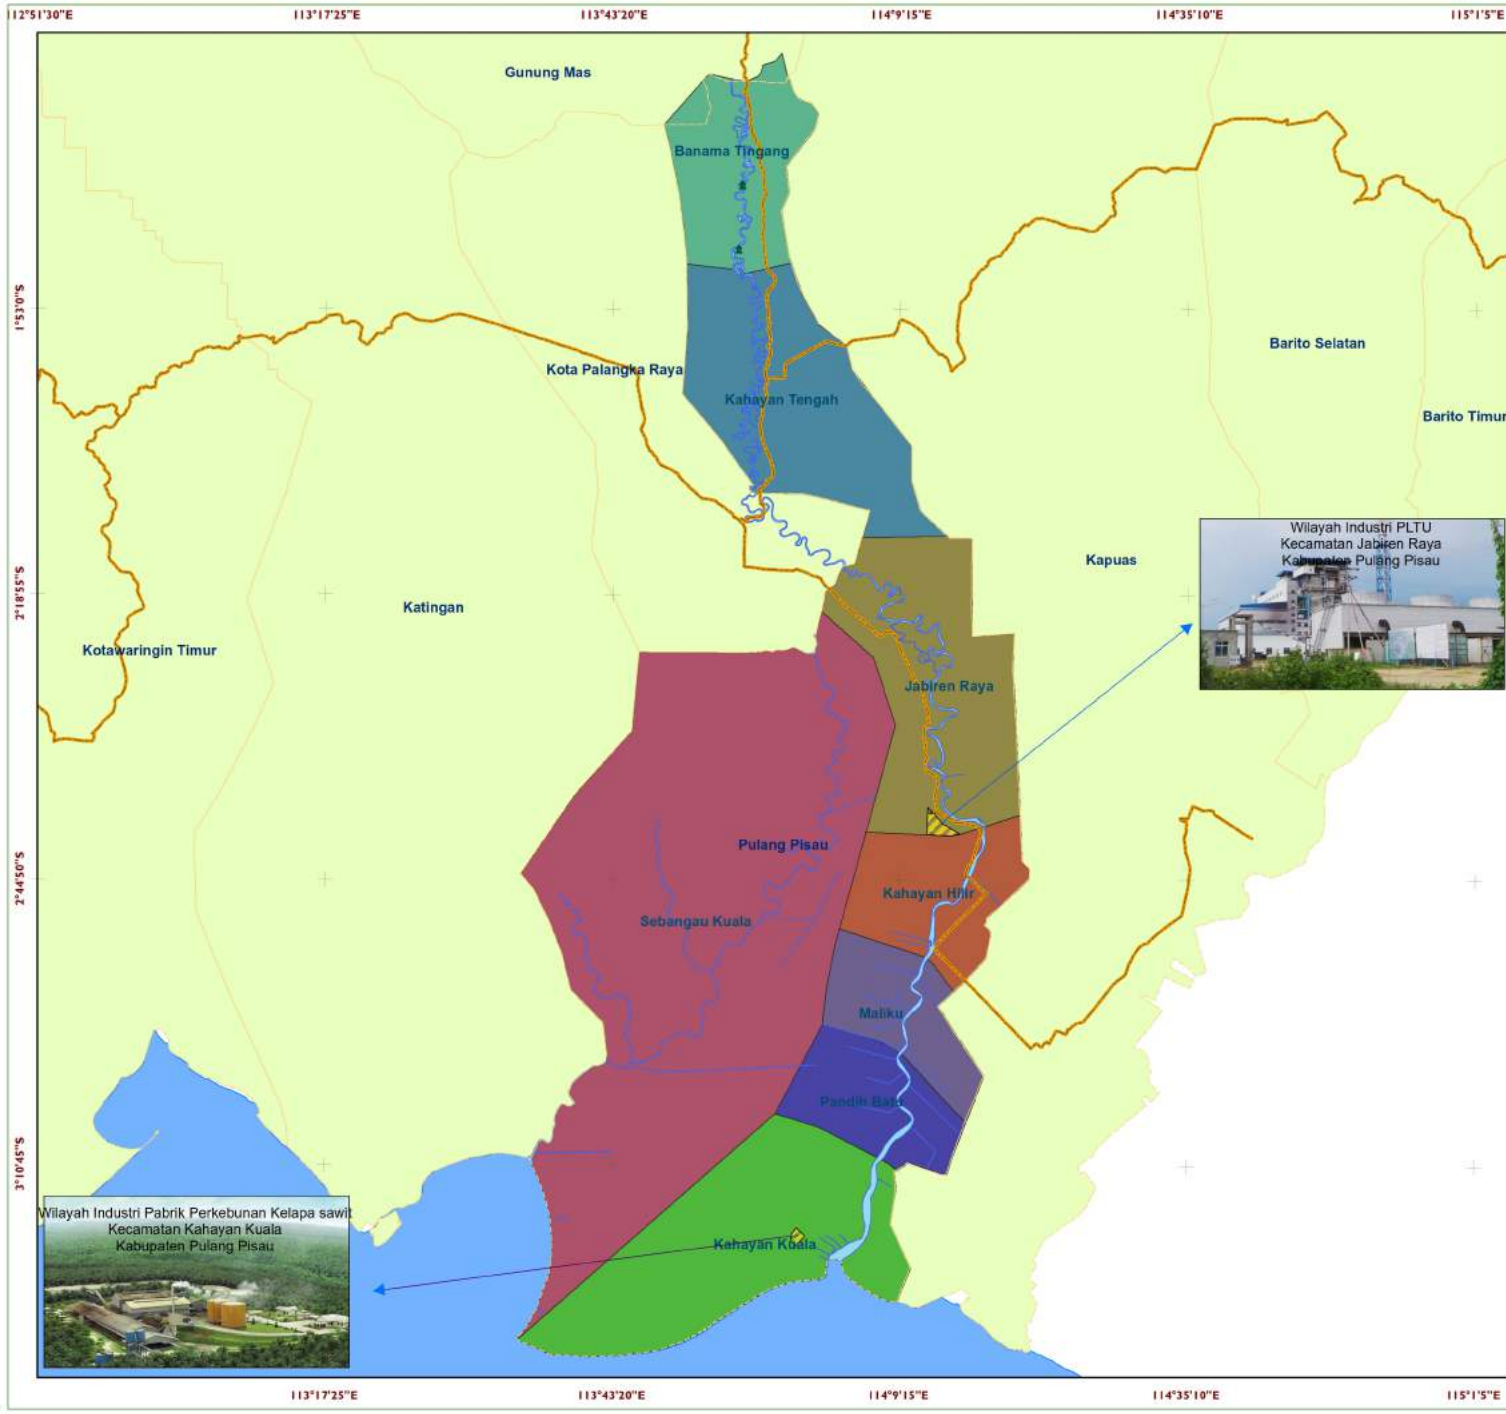 112°51'30"E 113°17'25"E 113°43'20"E 114°9'15"E 114°35'10"E 115°1'5"E
Gunung Mas
Banama Tingang
1°53'0"S
Barito Selatan
Kota Palangka Raya
Kahayan Tengah
Barito Timur
Wilayah Industri PLTU
Kecamatan Jabiren Raya
Kabupaten Pulang Pisau
Kapuas
2°18'55"S
Katingan
Kotawaringin Timur
Jabiren Raya
Pulang Pisau
2°44'50"S
Kahayan Hilir
Sebangau Kuala
Maliku
Pandih Batu
3°10'45"S
Wilayah Industri Pabrik Perkebunan Kelapa sawit
Kecamatan Kahayan Kuala
Kabupaten Pulang Pisau
Kahayan Kuala
113°17'25"E 113°43'20"E 114°9'15"E 114°35'10"E 115°1'5"E